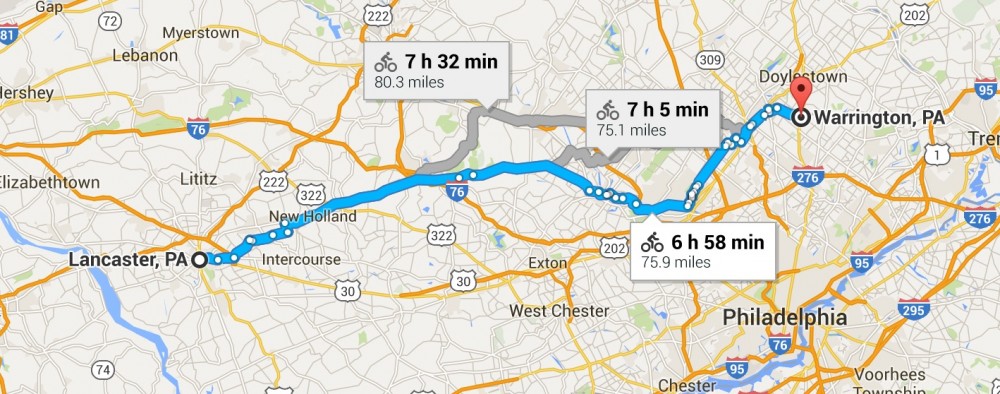 Gap
72
222
202
81
Myerstown
Lebanon
7 h 32 min
80.3 miles
309
Doylestown
Hershey
95
76
7 h 5 min
75.1 miles
Warrington, PA
Tren
1
Elizabethtown
Lititz
222
322
76
276
New Holland
276
322
202
6 h 58 min
75.9 miles
Lancaster, PA
Intercourse
Exton
95
30
30
West Chester
Philadelphia
295
76
74
95
Chester
Voorhees
Township